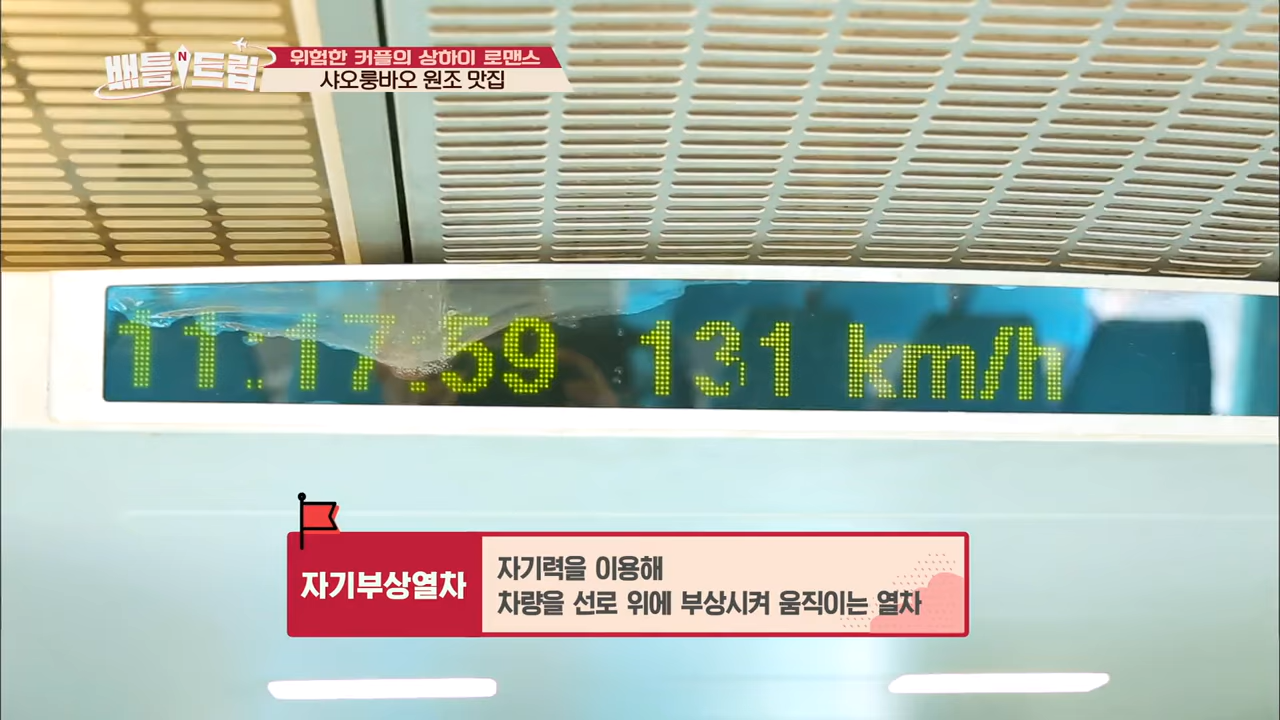 배틀트립
위험한 커플의 상하이 로맨스
샤오룽바오 원조 맛집
11:17:59 131 km/h
자기부상열차
자기력을 이용해
차량을 선로 위에 부상시켜 움직이는 열차